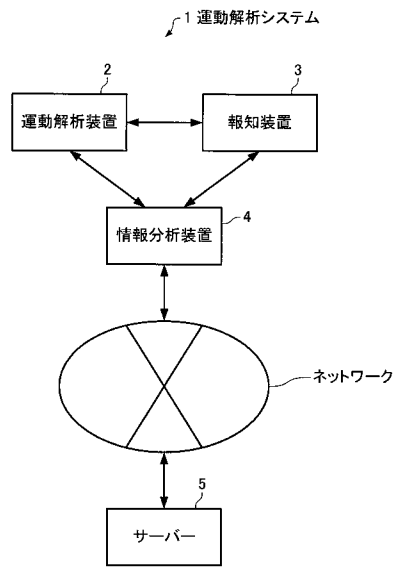 1 運動解析システム
2
3
運動解析装置
報知装置
4
情報分析装置
ネットワーク
5
サーバー